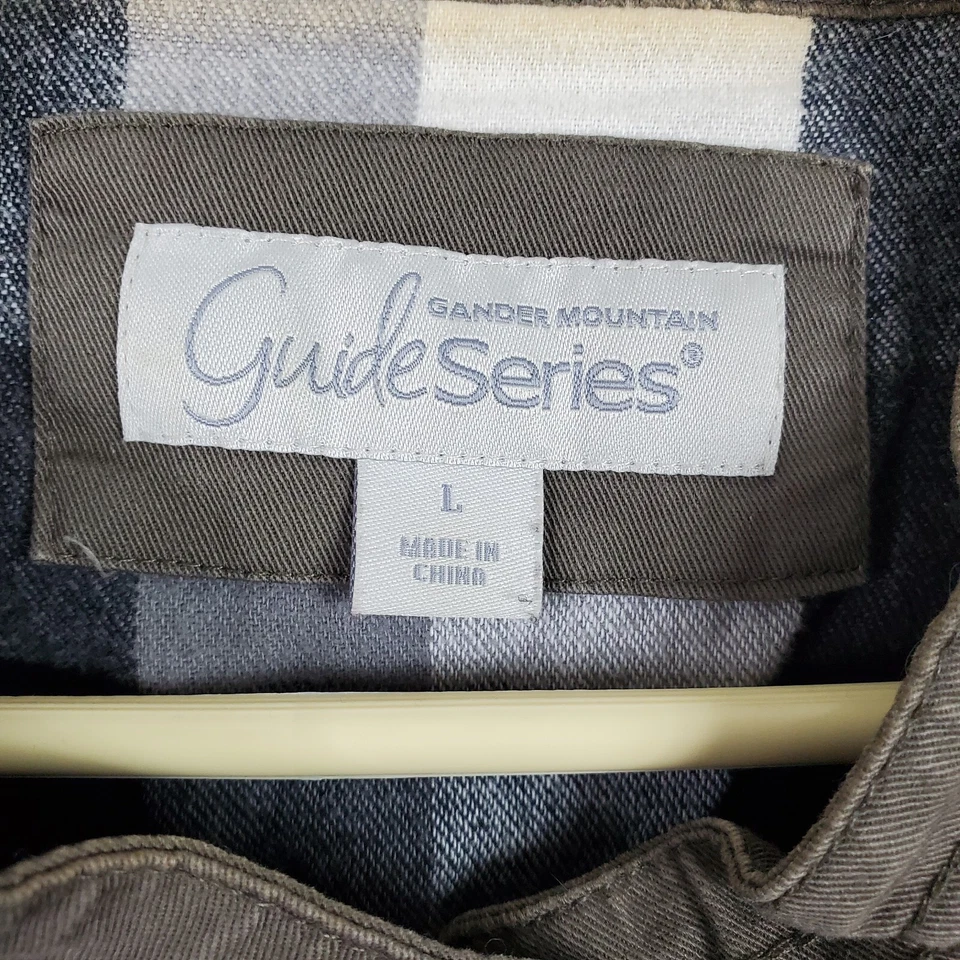 GANDER MOUNTAIN
Guide Series®
L
MADE IN
CHINA